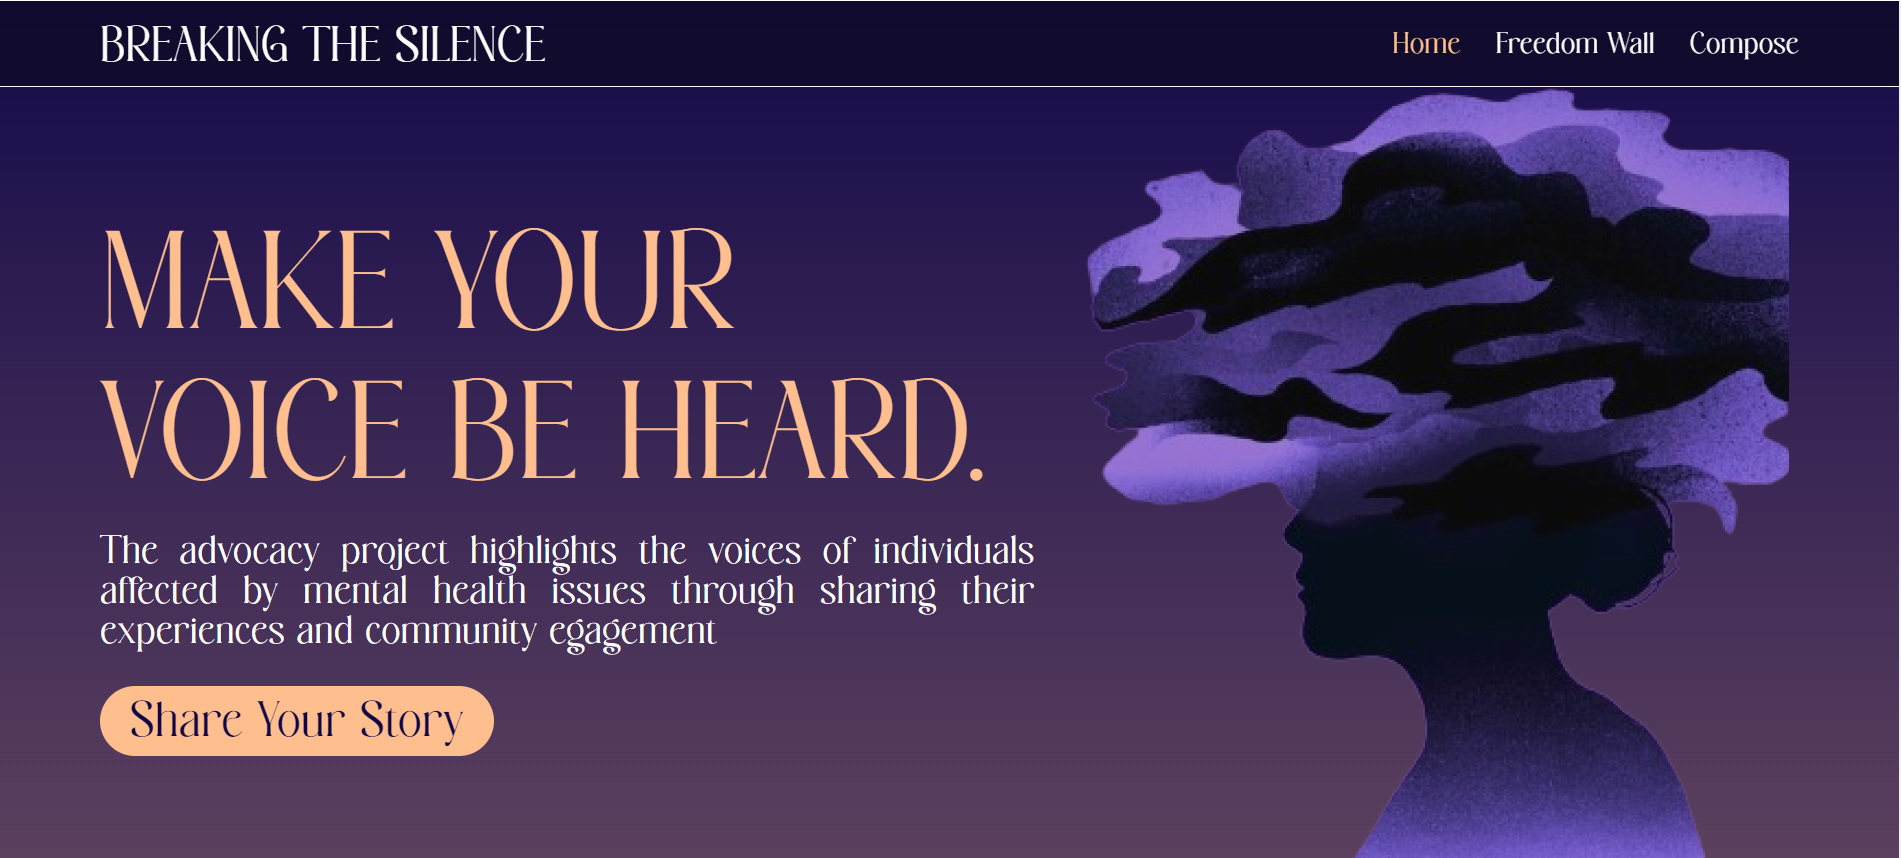 BREAKING THE SILENCE
Home Freedom Wall Compose
MAKE YOUR
VOICE BE HEARD.
The advocacy project highlights the voices of individuals
affected by mental health issues through sharing their
experiences and community egagement
Share Your Story